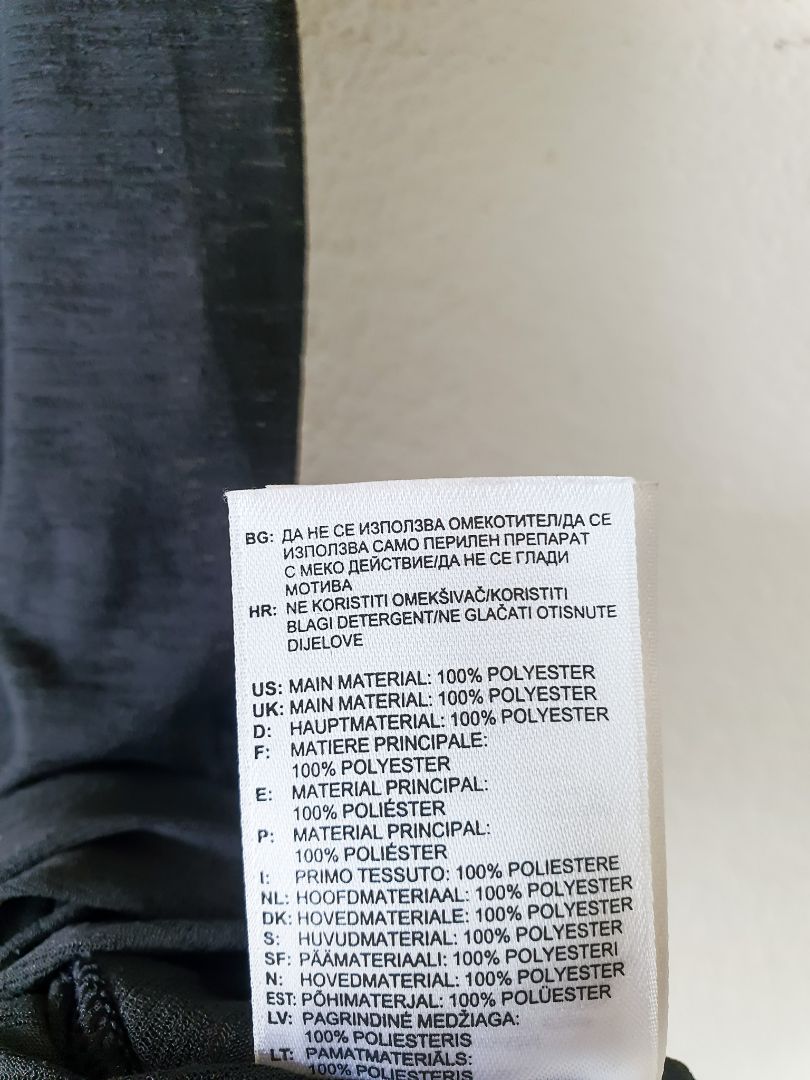 BG: ДА НЕ СЕ ИЗПОЛЗВА ОМЕКОТИТЕЛ/ДА СЕ
ИЗПОЛЗВА САМО ПЕРИЛЕН ПРЕПАРАТ
С МЕКО ДЕЙСТВИЕ/ДА НЕ СЕ ГЛАДИ
МОТИВА
HR: NE KORISTITI OMEKŠIVAČ/KORISTITI
BLAGI DETERGENT/NE GLAČATI OTISNUTE
DIJELOVE
US: MAIN MATERIAL: 100% POLYESTER
UK: MAIN MATERIAL: 100% POLYESTER
D: HAUPTMATERIAL: 100% POLYESTER
F: MATIERE PRINCIPALE:
100% POLYESTER
E: MATERIAL PRINCIPAL:
100% POLIÉSTER
P: MATERIAL PRINCIPAL:
100% POLIÉSTER
I: PRIMO TESSUTO: 100% POLIESTERE
NL: HOOFDMATERIAAL: 100% POLYESTER
DK: HOVEDMATERIALE: 100% POLYESTER
S: HUVUDMATERIAL: 100% POLYESTER
SF: PÄÄMATERIAALI: 100% POLYESTERI
N: HOVEDMATERIAL: 100% POLYESTER
EST: PÕHIMATERJAL: 100% POLÜESTER
LV: PAGRINDINĖ MEDŽIAGA:
100% POLIESTERIS
LT: PAMATMATERIĀLS:
100% POLIESTERIS